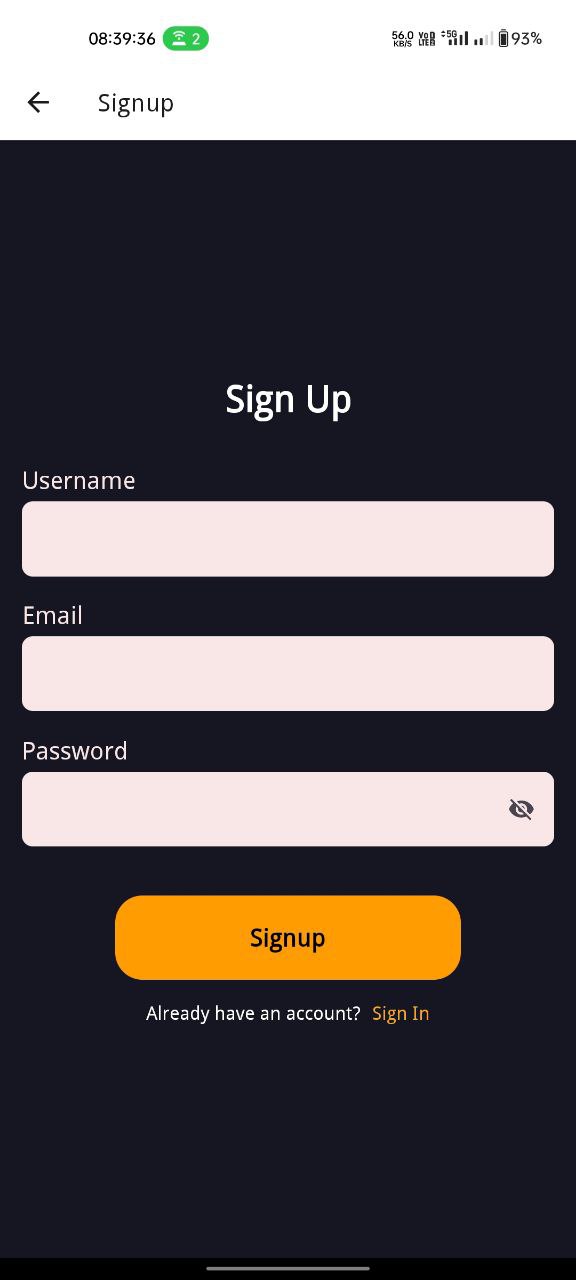 08:39:36 2 56.0 KB/S VoD LTE 5G 93%
Signup
Sign Up
Username
Email
Password
Signup
Already have an account? Sign In